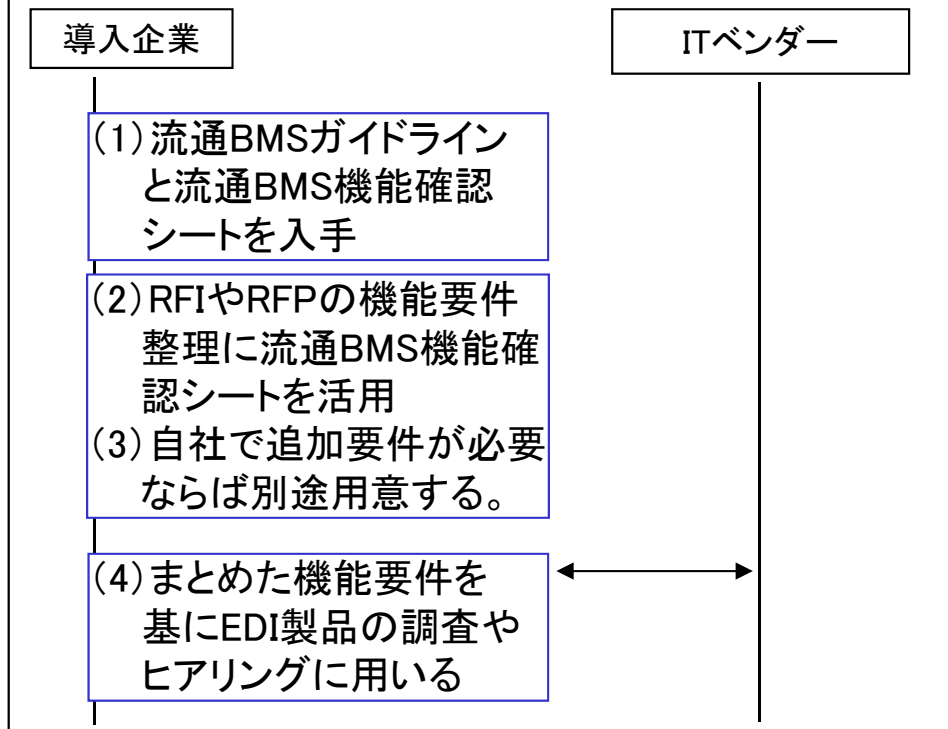 導入企業
ITベンダー
(1)流通BMSガイドライン
と流通BMS機能確認
シートを入手
(2)RFIやRFPの機能要件
整理に流通BMS機能確
認シートを活用
(3)自社で追加要件が必要
ならば別途用意する。
(4)まとめた機能要件を
基にEDI製品の調査や
ヒアリングに用いる